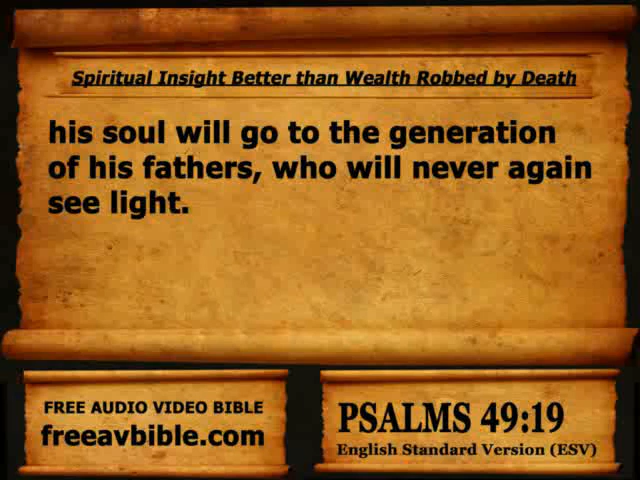 Spiritual Insight Better than Wealth Robbed by Death
his soul will go to the generation
of his fathers, who will never again
see light.
FREE AUDIO VIDEO BIBLE
freeavbible.com
PSALMS 49:19
English Standard Version (ESV)